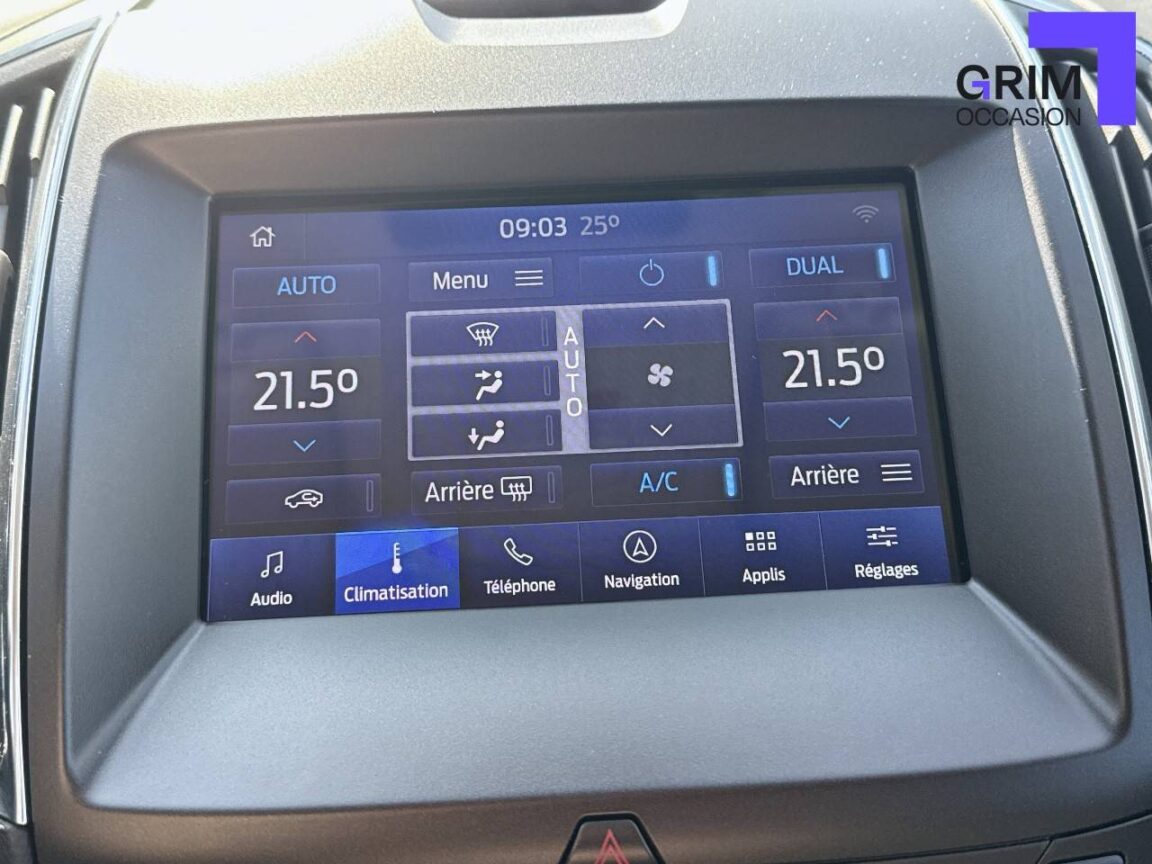 GRIM
OCCASION
09:03 25°
AUTO
Menu
DUAL
21.5°
AUTO
21.5°
Arrière
A/C
Arrière
Audio
Climatisation
Téléphone
Navigation
Applis
Réglages